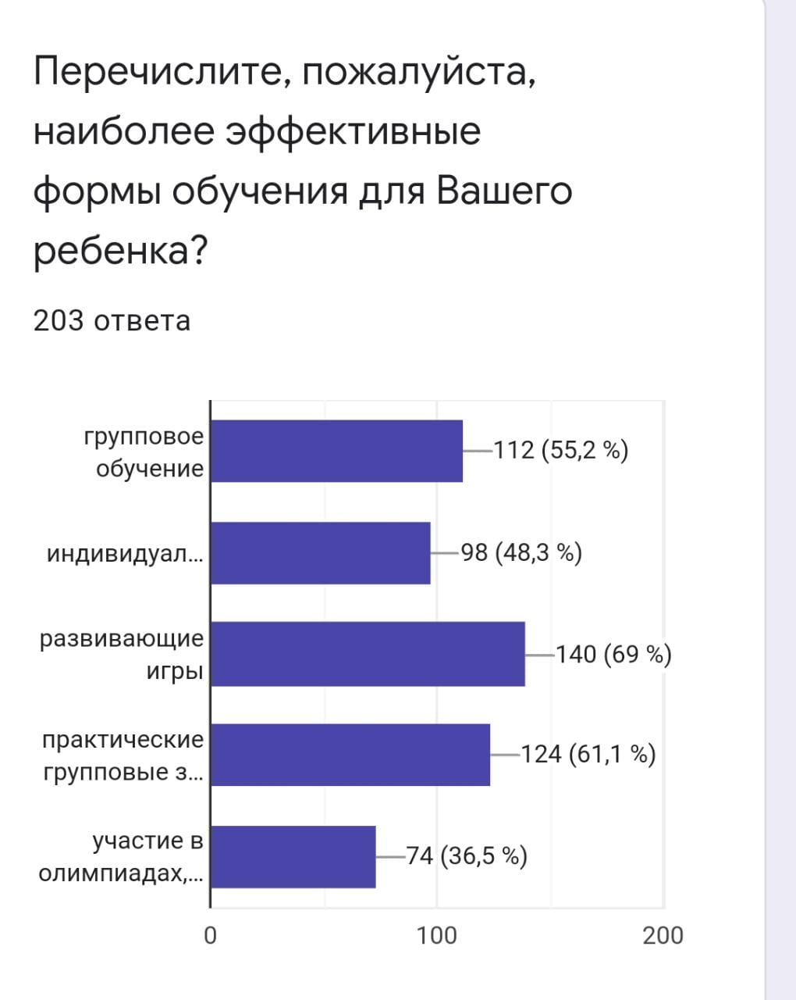 Перечислите, пожалуйста,
наиболее эффективные
формы обучения для Вашего
ребенка?
203 ответа
групповое
обучение
112 (55,2 %)
индивидуал...
98 (48,3 %)
развивающие
игры
140 (69 %)
практические
групповые з...
124 (61,1 %)
участие в
олимпиадах,...
74 (36,5 %)
0 100 200